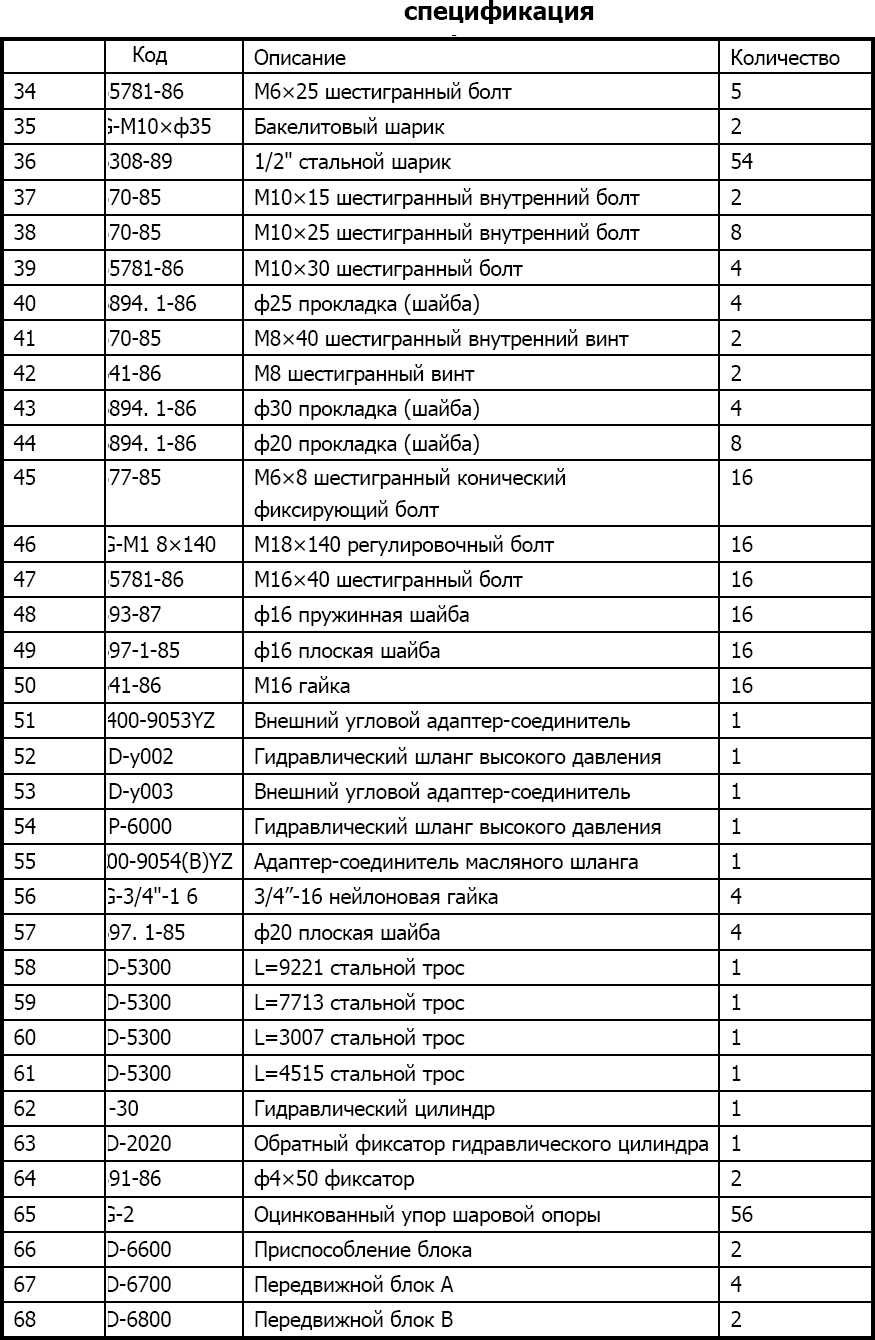 спецификация
Код Описание Количество
34 5781-86 М6×25 шестигранный болт 5
35 G-M10×ф35 Бакелитовый шарик 2
36 308-89 1/2" стальной шарик 54
37 70-85 М10×15 шестигранный внутренний болт 2
38 70-85 М10×25 шестигранный внутренний болт 8
39 5781-86 М10×30 шестигранный болт 4
40 894. 1-86 ф25 прокладка (шайба) 4
41 70-85 М8×40 шестигранный внутренний винт 2
42 41-86 М8 шестигранный винт 2
43 894. 1-86 ф30 прокладка (шайба) 4
44 894. 1-86 ф20 прокладка (шайба) 8
45 77-85 М6×8 шестигранный конический 16
фиксирующий болт
46 G-M1 8×140 М18×140 регулировочный болт 16
47 5781-86 М16×40 шестигранный болт 16
48 93-87 ф16 пружинная шайба 16
49 97-1-85 ф16 плоская шайба 16
50 41-86 М16 гайка 16
51 400-9053YZ Внешний угловой адаптер-соединитель 1
52 D-y002 Гидравлический шланг высокого давления 1
53 D-y003 Внешний угловой адаптер-соединитель 1
54 P-6000 Гидравлический шланг высокого давления 1
55 00-9054(B)YZ Адаптер-соединитель масляного шланга 1
56 G-3/4"-1 6 3/4”-16 нейлоновая гайка 4
57 97. 1-85 ф20 плоская шайба 4
58 D-5300 L=9221 стальной трос 1
59 D-5300 L=7713 стальной трос 1
60 D-5300 L=3007 стальной трос 1
61 D-5300 L=4515 стальной трос 1
62 -30 Гидравлический цилиндр 1
63 D-2020 Обратный фиксатор гидравлического цилиндра 1
64 91-86 ф4×50 фиксатор 2
65 G-2 Оцинкованный упор шаровой опоры 56
66 D-6600 Приспособление блока 2
67 D-6700 Передвижной блок А 4
68 D-6800 Передвижной блок В 2